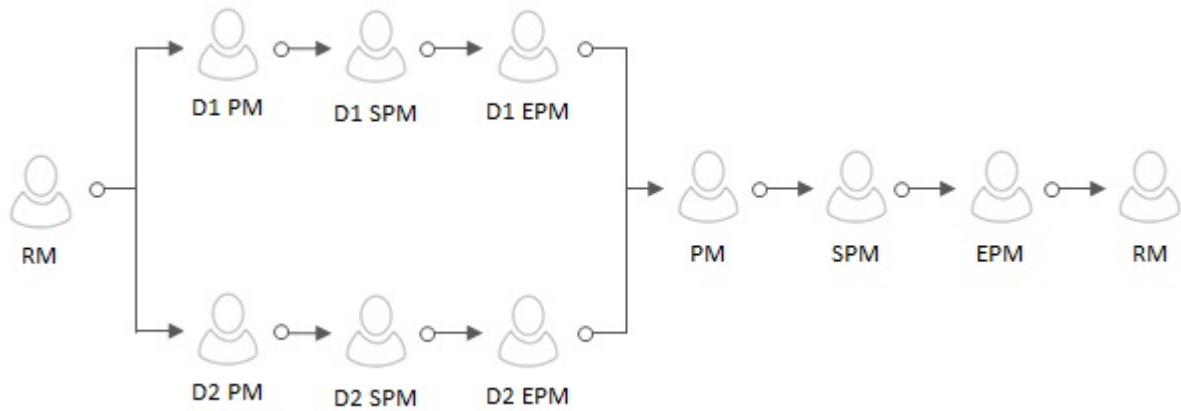 D1 PM
D1 SPM
D1 EPM
RM
PM
SPM
EPM
RM
D2 PM
D2 SPM
D2 EPM